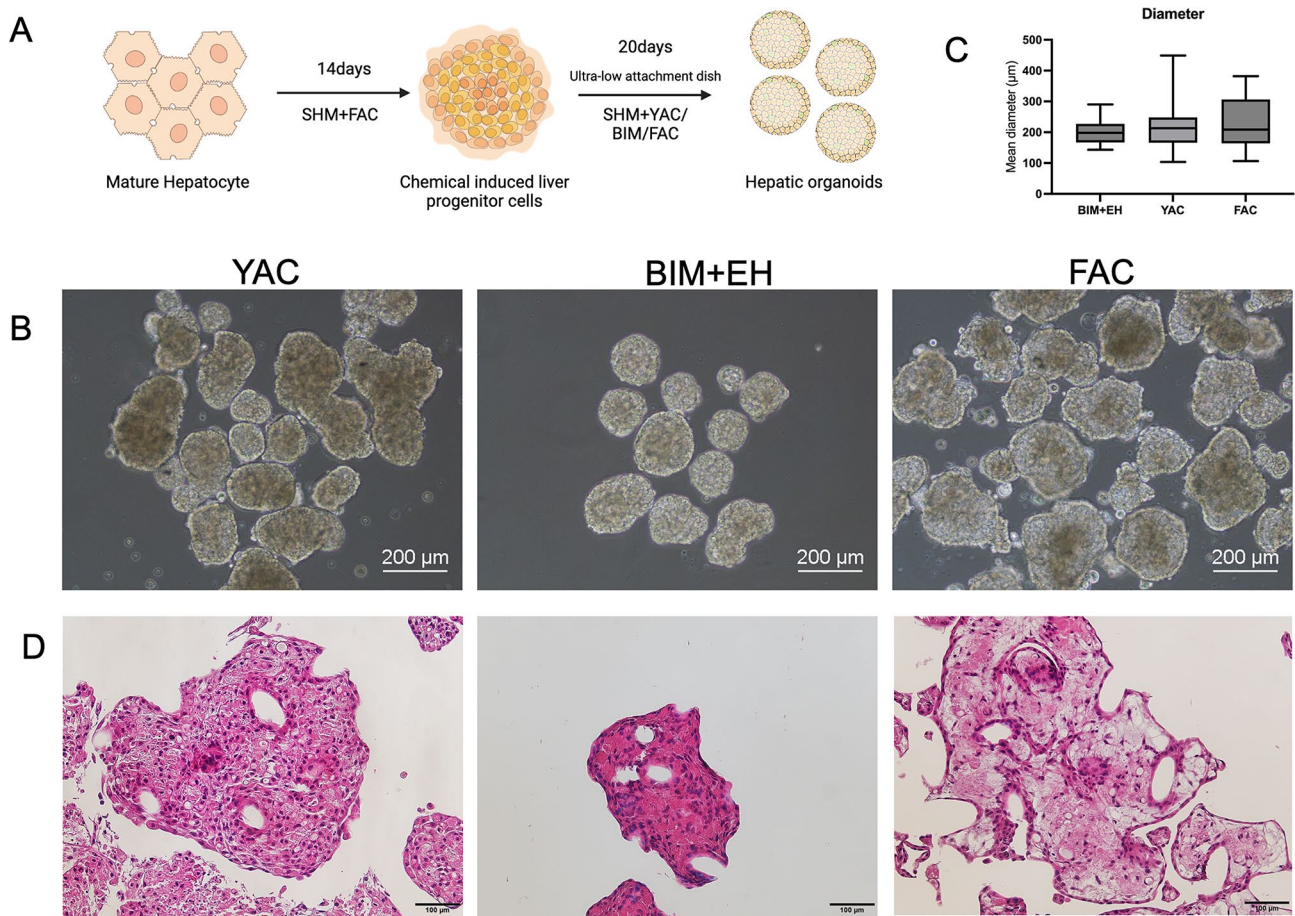 A
14days
SHM+FAC
20days
Ultra-low attachment dish
SHM+YAC/
BIM/FAC
Mature Hepatocyte
Chemical induced liver
progenitor cells
Hepatic organoids
C
Diameter
Mean diameter (μm)
500
400
300
200
100
0
BIM+EH
YAC
FAC
YAC
BIM+EH
FAC
B
200 μm
200 μm
200 μm
D
100 μm
100 μm
100 μm